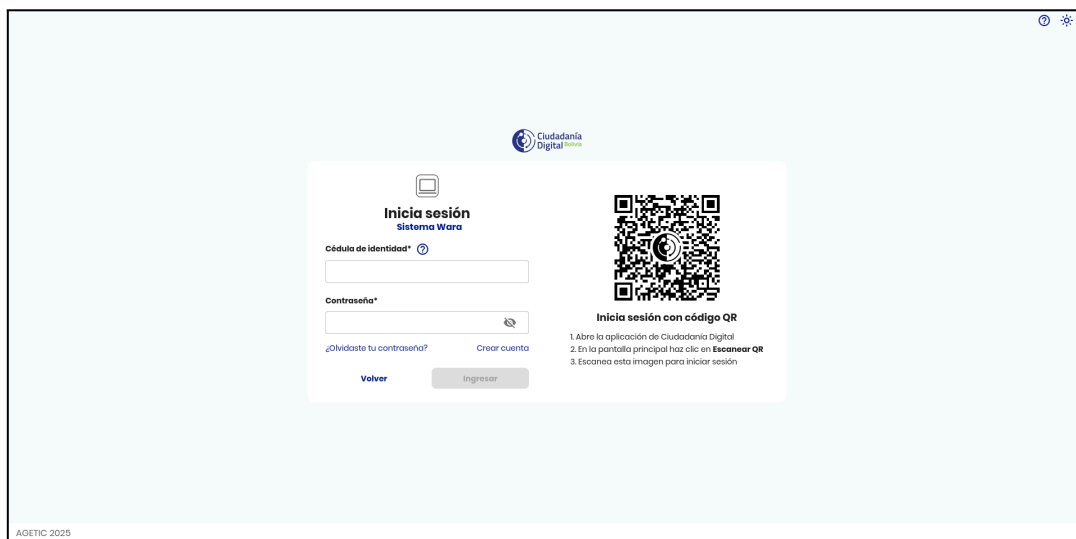 Ciudadanía
Digital Bolivia
Inicia sesión
Sistema Wara
Cédula de identidad*
Contraseña*
¿Olvidaste tu contraseña? Crear cuenta
Volver Ingresar
Inicia sesión con código QR
1. Abre la aplicación de Ciudadanía Digital
2. En la pantalla principal haz clic en Escanear QR
3. Escanea esta imagen para iniciar sesión
AGETIC 2025